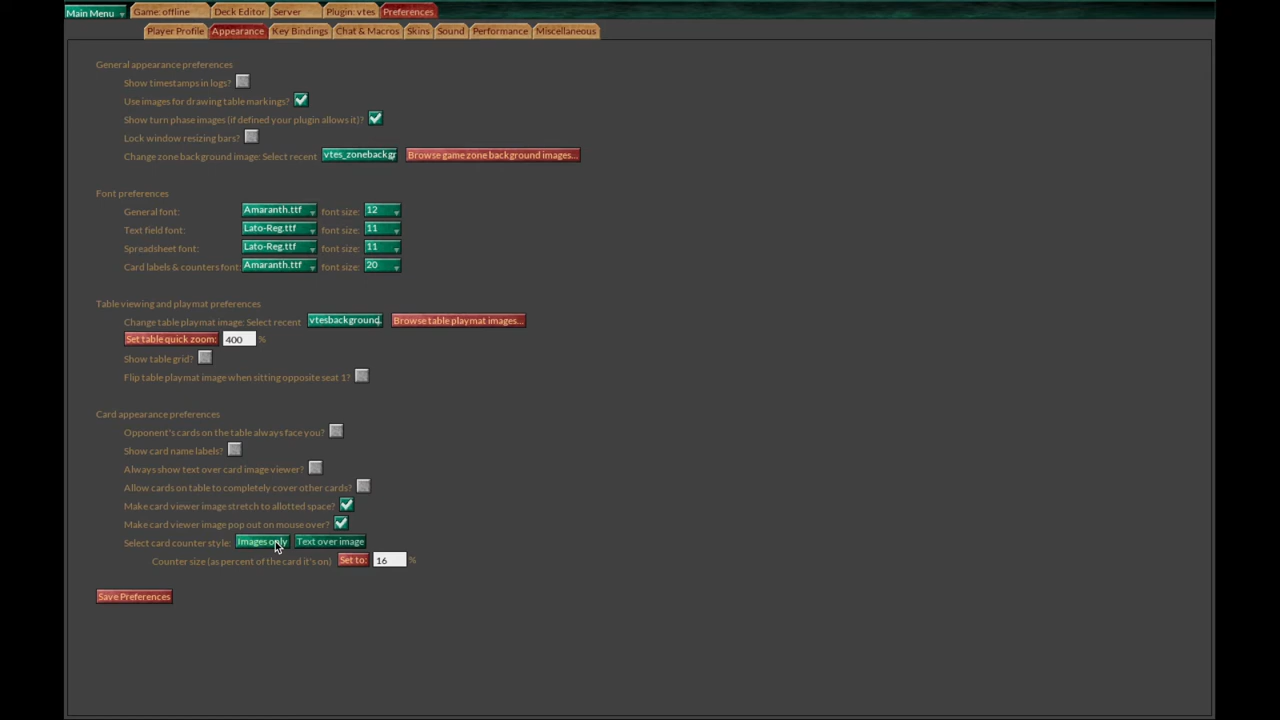 Main Menu Game: offline Deck Editor Server Plugin: vtes Preferences
Player Profile Appearance Key Bindings Chat & Macros Skins Sound Performance Miscellaneous
General appearance preferences
Show timestamps in logs?
Use images for drawing table markings?
Show turn phase images (if defined your plugin allows it)?
Lock window resizing bars?
Change zone background image: Select recent vtes_zonebackgr Browse game zone background images...
Font preferences
General font: Amaranth.ttf font size: 12
Text field font: Lato-Reg.ttf font size: 11
Spreadsheet font: Lato-Reg.ttf font size: 11
Card labels & counters font: Amaranth.ttf font size: 20
Table viewing and playmat preferences
Change table playmat image: Select recent vtesbackground. Browse table playmat images...
Set table quick zoom: 400 %
Show table grid?
Flip table playmat image when sitting opposite seat 1?
Card appearance preferences
Opponent's cards on the table always face you?
Show card name labels?
Always show text over card image viewer?
Allow cards on table to completely cover other cards?
Make card viewer image stretch to allotted space?
Make card viewer image pop out on mouse over?
Select card counter style: Images only Text over image
Counter size (as percent of the card it's on) Set to: 16 %
Save Preferences